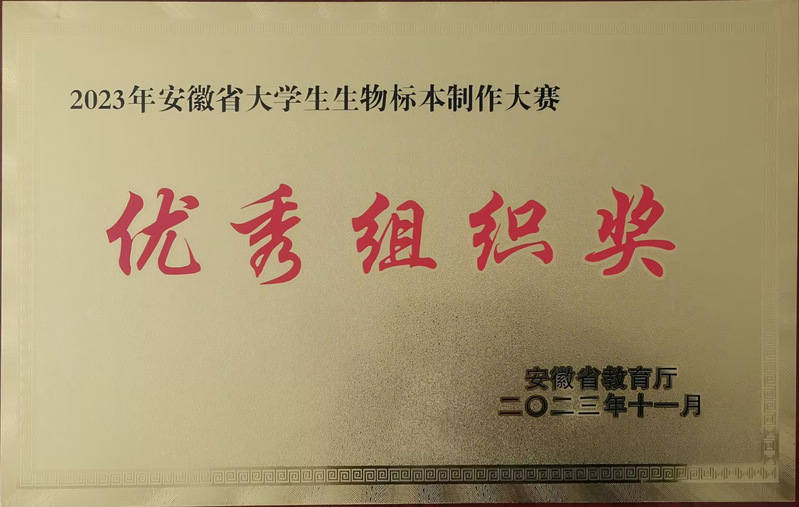 2023年安徽省大学生生物标本制作大赛
优秀组织奖
安徽省教育厅
二〇二三年十一月